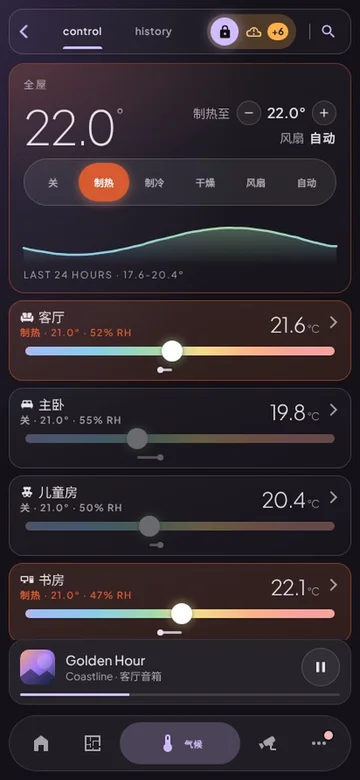 control history +6
全屋
22.0°
制热至 − 22.0° +
风扇 自动
关 制热 制冷 干燥 风扇 自动
LAST 24 HOURS · 17.6–20.4°
客厅
制热 · 21.0° · 52% RH
21.6°C
主卧
关 · 21.0° · 55% RH
19.8°C
儿童房
关 · 21.0° · 50% RH
20.4°C
书房
制热 · 21.0° · 47% RH
22.1°C
Golden Hour
Coastline · 客厅音箱
气候